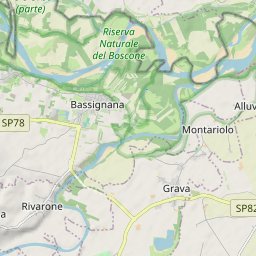 (parte)
Riserva
Naturale
del Boscone
Bassignana
Alluv
SP78
Montariolo
Grava
Rivarone
SP82
a